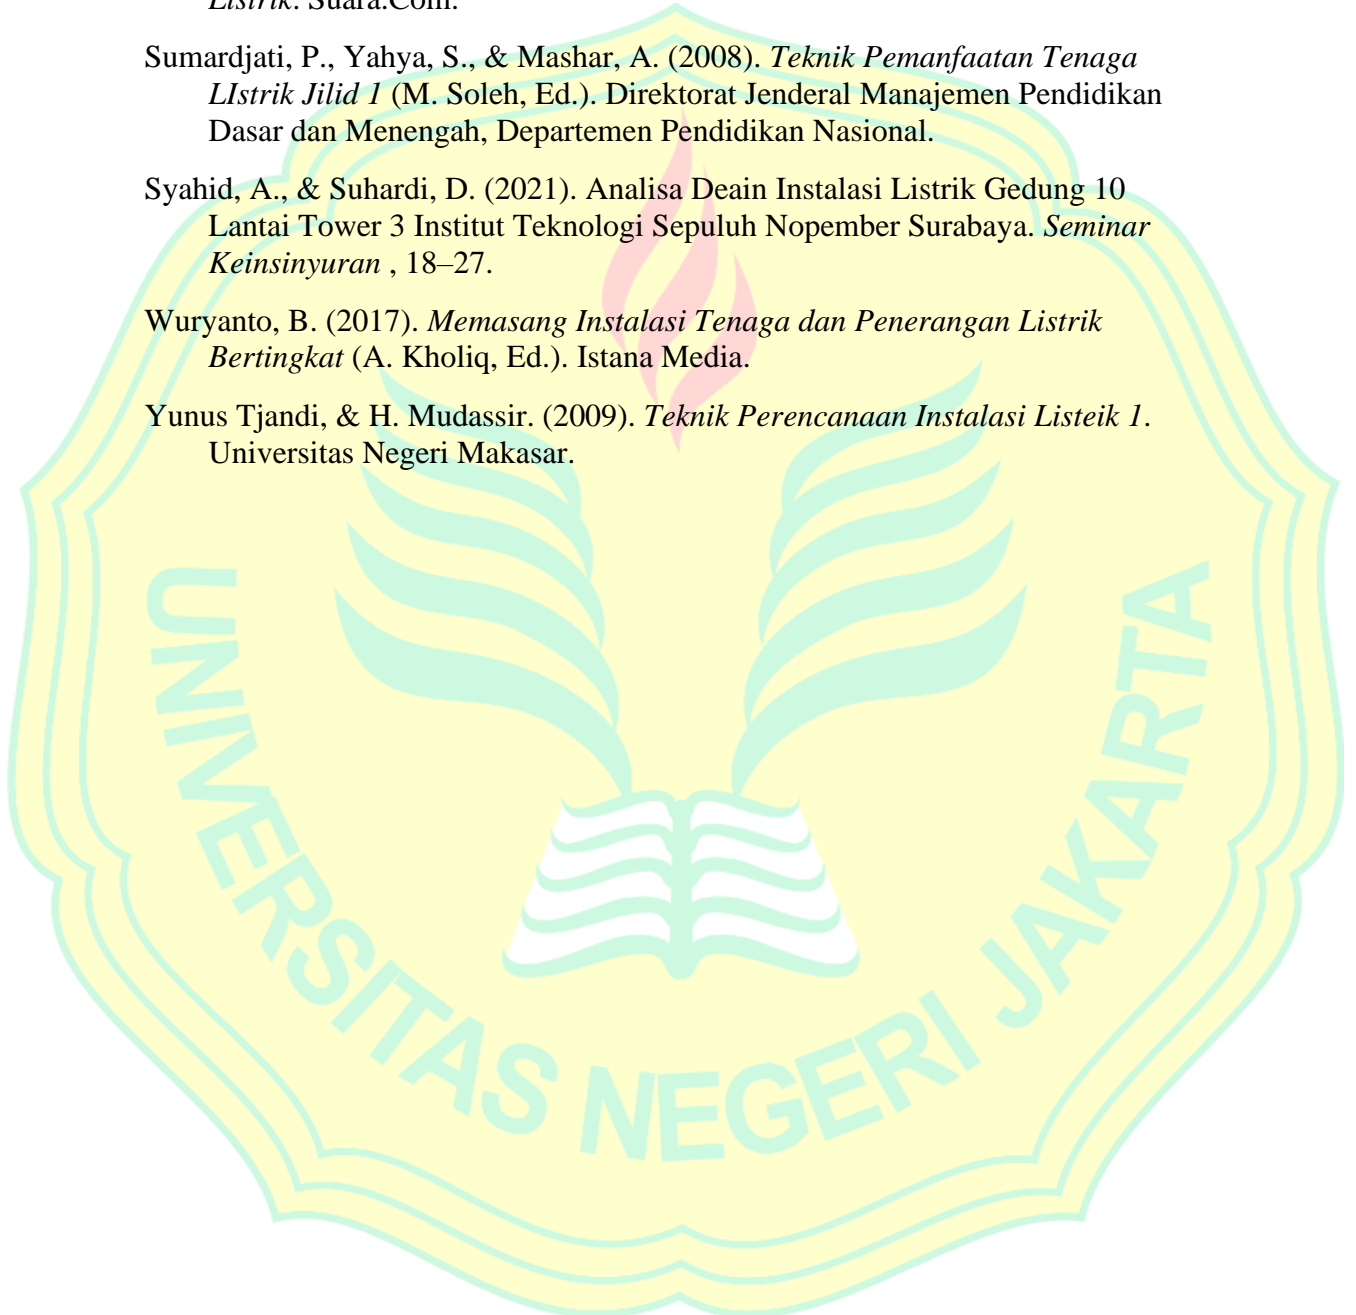 Listrik. Suara.Com.
Sumardjati, P., Yahya, S., & Mashar, A. (2008). Teknik Pemanfaatan Tenaga
LIstrik Jilid 1 (M. Soleh, Ed.). Direktorat Jenderal Manajemen Pendidikan
Dasar dan Menengah, Departemen Pendidikan Nasional.
Syahid, A., & Suhardi, D. (2021). Analisa Deain Instalasi Listrik Gedung 10
Lantai Tower 3 Institut Teknologi Sepuluh Nopember Surabaya. Seminar
Keinsinyuran , 18–27.
Wuryanto, B. (2017). Memasang Instalasi Tenaga dan Penerangan Listrik
Bertingkat (A. Kholiq, Ed.). Istana Media.
Yunus Tjandi, & H. Mudassir. (2009). Teknik Perencanaan Instalasi Listeik 1.
Universitas Negeri Makasar.
UNIVERSITAS NEGERI JAKARTA